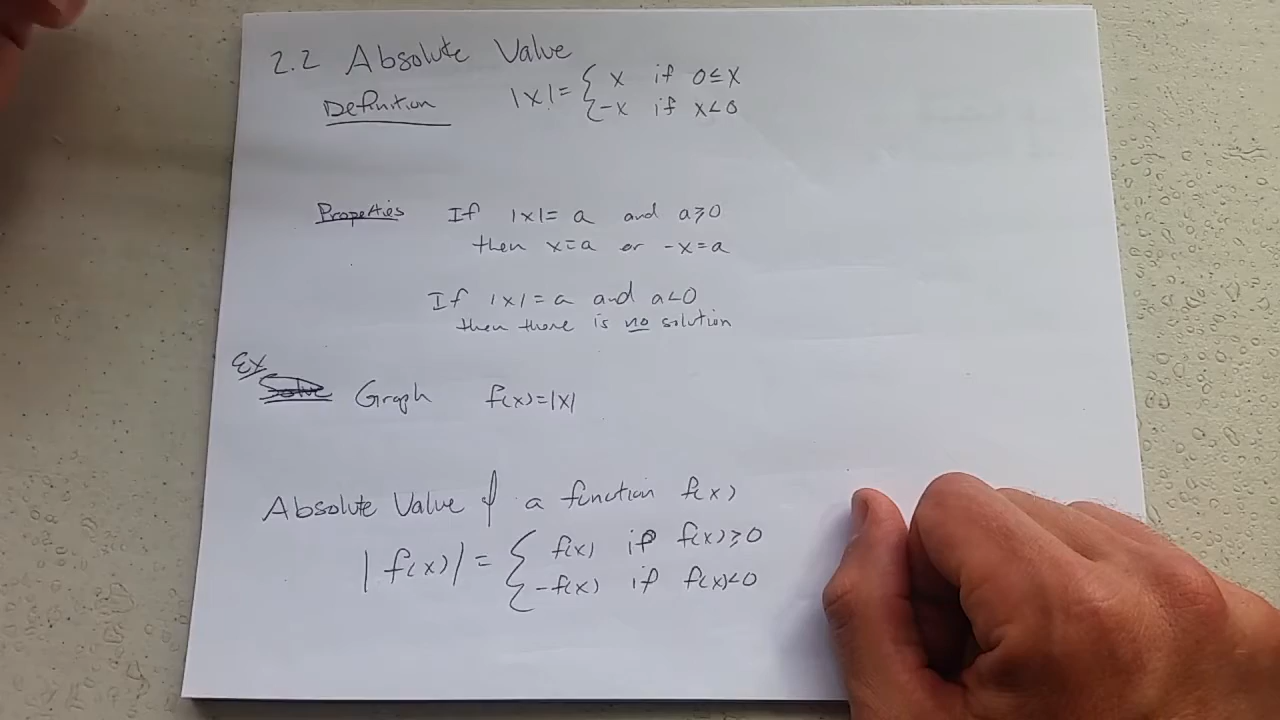 2.2 Absolute Value
Definition |x| = { x if 0≤x
-x if x<0
Properties If |x| = a and a≥0
then x=a or -x=a
If |x| = a and a<0
then there is no solution
Ex
Solve Graph f(x)=|x|
Absolute Value of a function f(x)
|f(x)| = { f(x) if f(x)≥0
-f(x) if f(x)<0